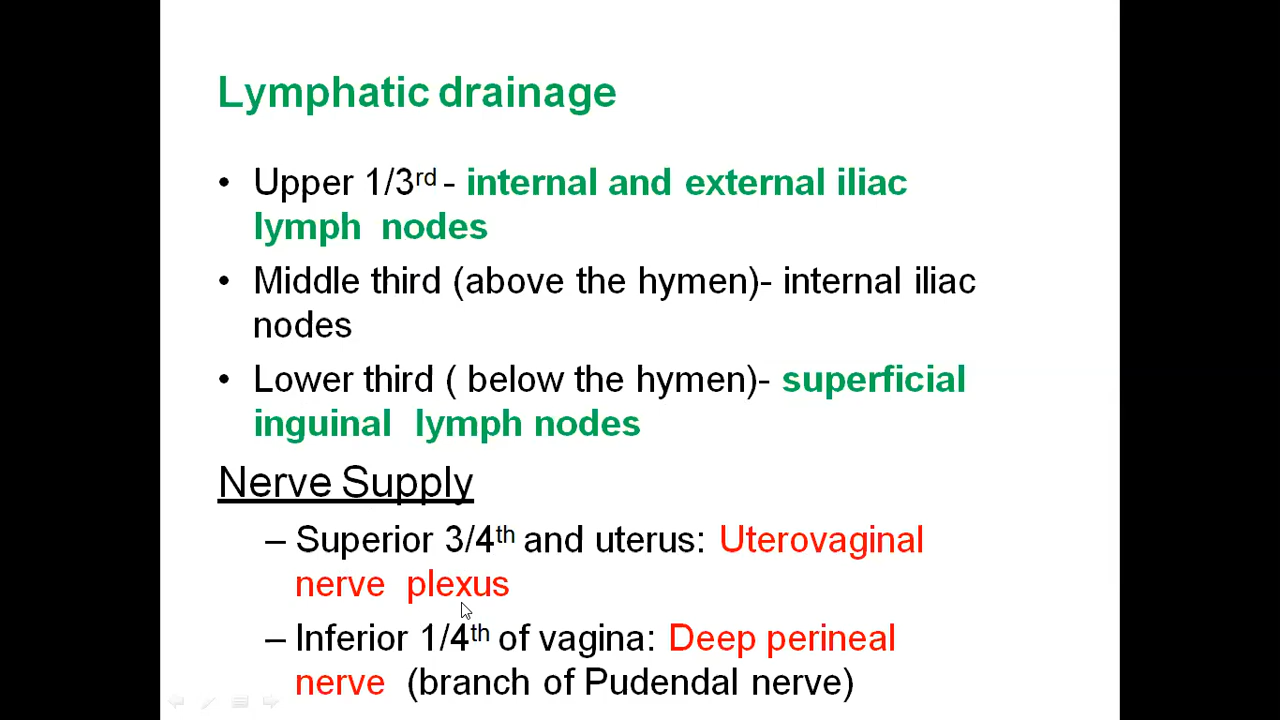 Lymphatic drainage
• Upper 1/3rd - internal and external iliac
lymph nodes
• Middle third (above the hymen)- internal iliac
nodes
• Lower third ( below the hymen)- superficial
inguinal lymph nodes
Nerve Supply
– Superior 3/4th and uterus: Uterovaginal
nerve plexus
– Inferior 1/4th of vagina: Deep perineal
nerve (branch of Pudendal nerve)